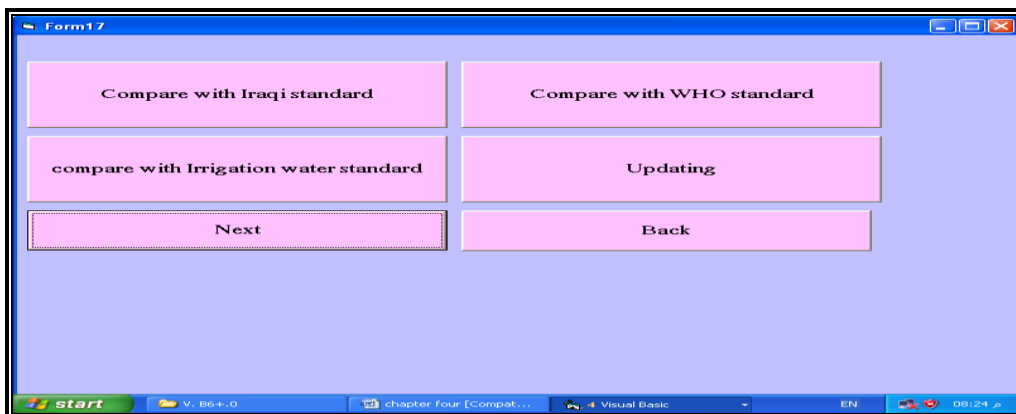 Form17
Compare with Iraqi standard
Compare with WHO standard
compare with Irrigation water standard
Updating
Next
Back
start
V. B6+.0
chapter four [Compat...
4 Visual Basic
EN
08:24 م